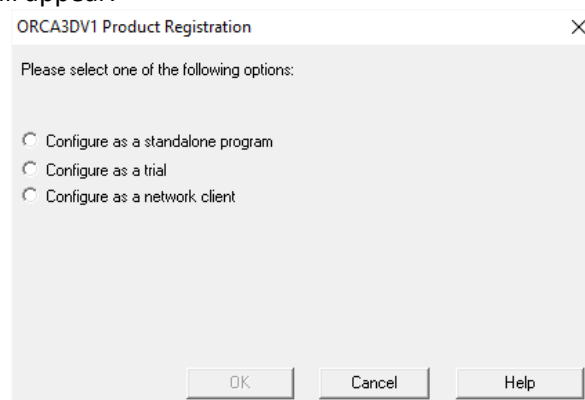 appear.
ORCA3DV1 Product Registration
Please select one of the following options:
Configure as a standalone program
Configure as a trial
Configure as a network client
OK Cancel Help